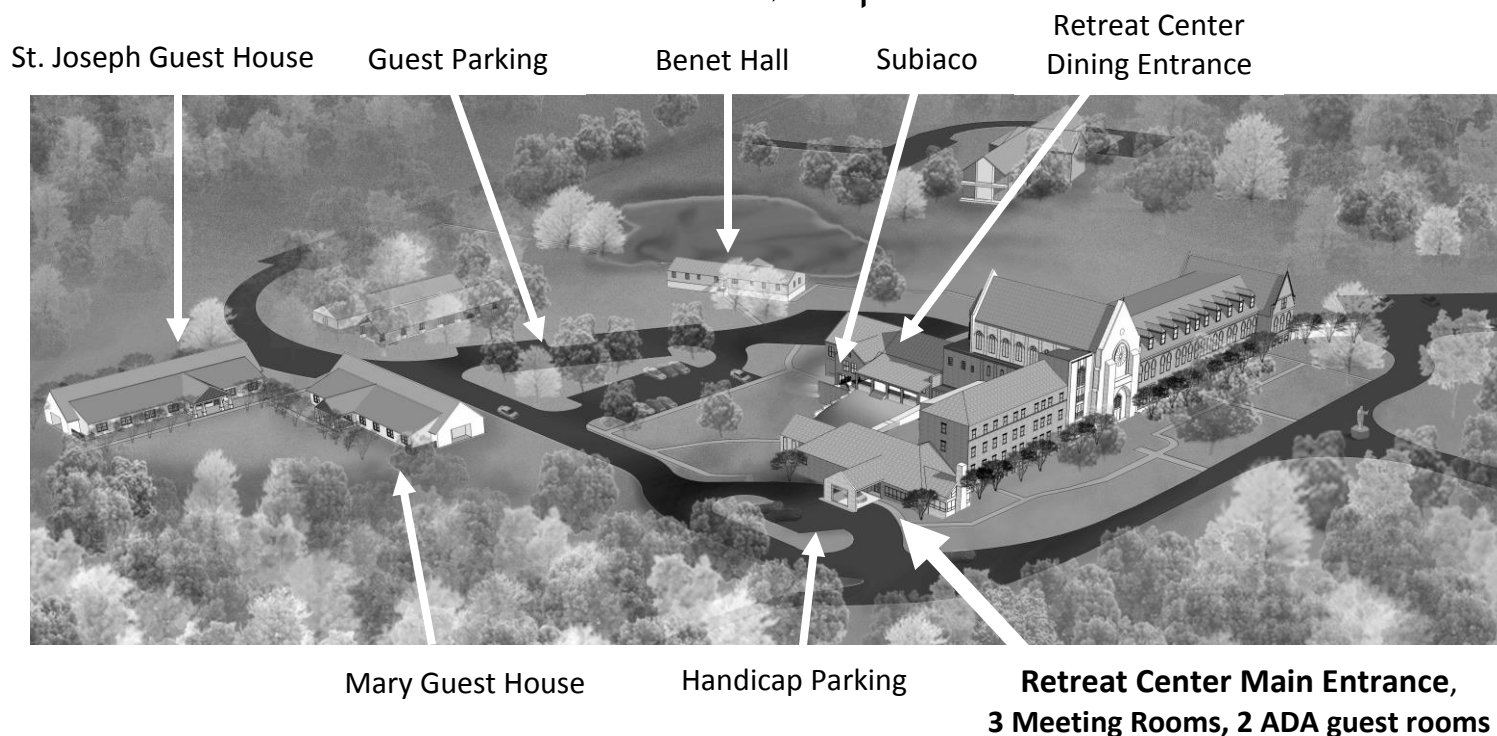 St. Joseph Guest House
Guest Parking
Benet Hall
Subiaco
Retreat Center
Dining Entrance
Mary Guest House
Handicap Parking
Retreat Center Main Entrance,
3 Meeting Rooms, 2 ADA guest rooms